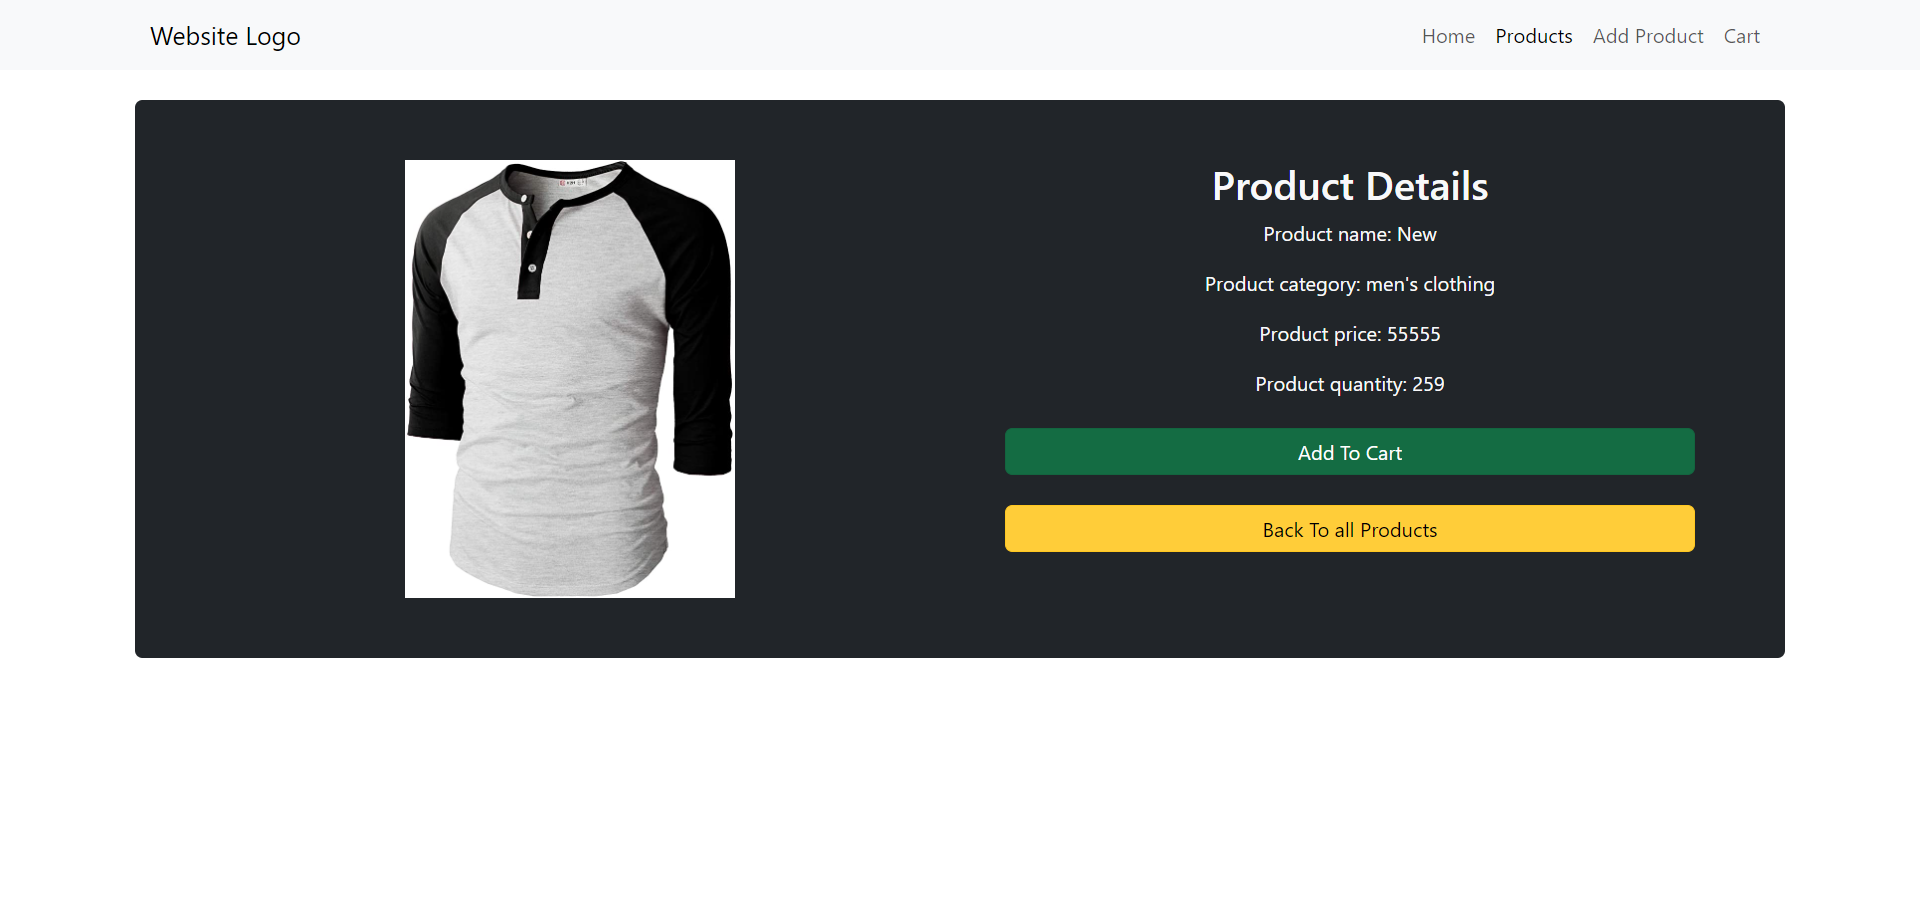 Website Logo
Home Products Add Product Cart
Product Details
Product name: New
Product category: men's clothing
Product price: 55555
Product quantity: 259
Add To Cart
Back To all Products